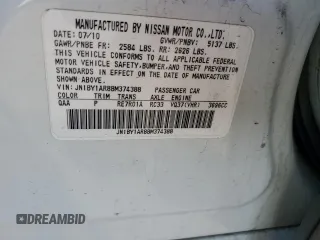 MANUFACTURED BY NISSAN MOTOR CO.,LTD.
DATE: 07/10 GVWR/PNBV: 5137 LBS.
GAWR/PNBE FR: 2584 LBS. RR: 2626 LBS.
THIS VEHICLE CONFORMS TO ALL APPLICABLE FEDERAL
MOTOR VEHICLE SAFETY, BUMPER, AND THEFT PREVENTION
STANDARDS IN EFFECT ON THE DATE OF MANUFACTURE
SHOWN ABOVE.
VIN: JN1BY1AR8BM374388 PASSENGER CAR
COLOR TRIM TRANS AXLE ENGINE
QAA P RE7R01A RC33 VQ37(VHR) 3696CC
JN1BY1AR8BM374388
DREAMBID